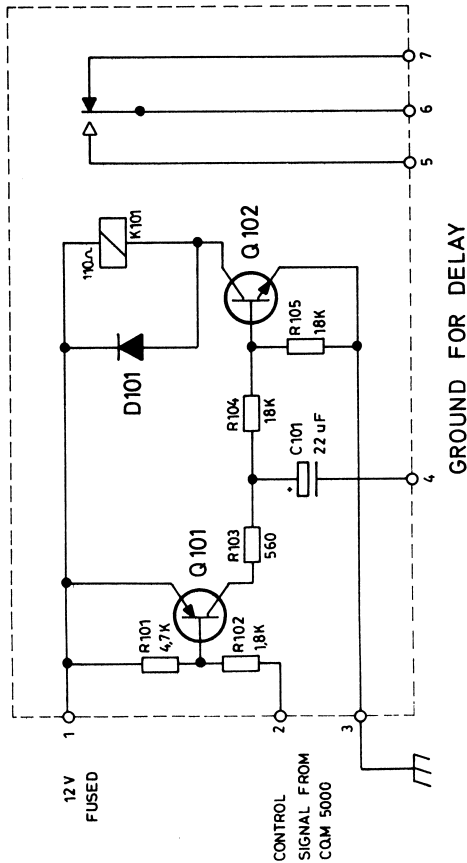 12 V
FUSED
1
CONTROL
SIGNAL FROM
CQM 5000
2
3
R101
4,7K
R102
1,8K
Q101
R103
560
C101
22 uF
+
R104
18K
R105
18K
Q102
D101
110Ω
K101
4
5
6
7
GROUND FOR DELAY